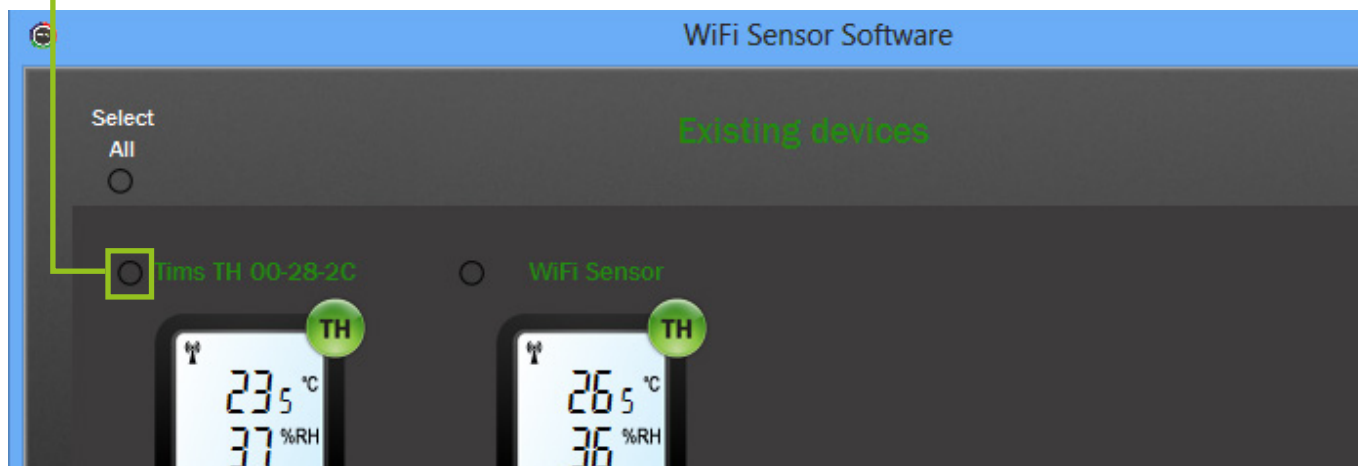 WiFi Sensor Software
Select
All
Existing devices
Tims TH 00-28-2C
WiFi Sensor
TH
TH
23 5 °C
26 5 °C
37 %RH
36 %RH